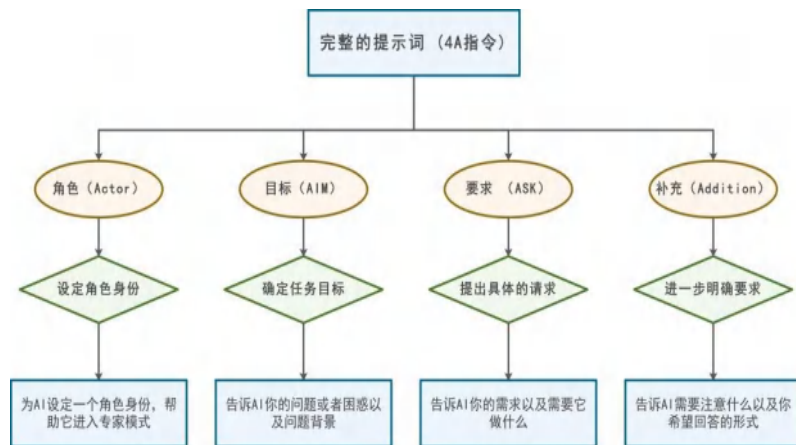 完整的提示词 (4A指令)
角色 (Actor)
目标 (AIM)
要求 (ASK)
补充 (Addition)
设定角色身份
确定任务目标
提出具体的请求
进一步明确要求
为AI设定一个角色身份, 帮
助它进入专家模式
告诉AI你的问题或者困惑以
及问题背景
告诉AI你的需求以及需要它
做什么
告诉AI需要注意什么以及你
希望回答的形式